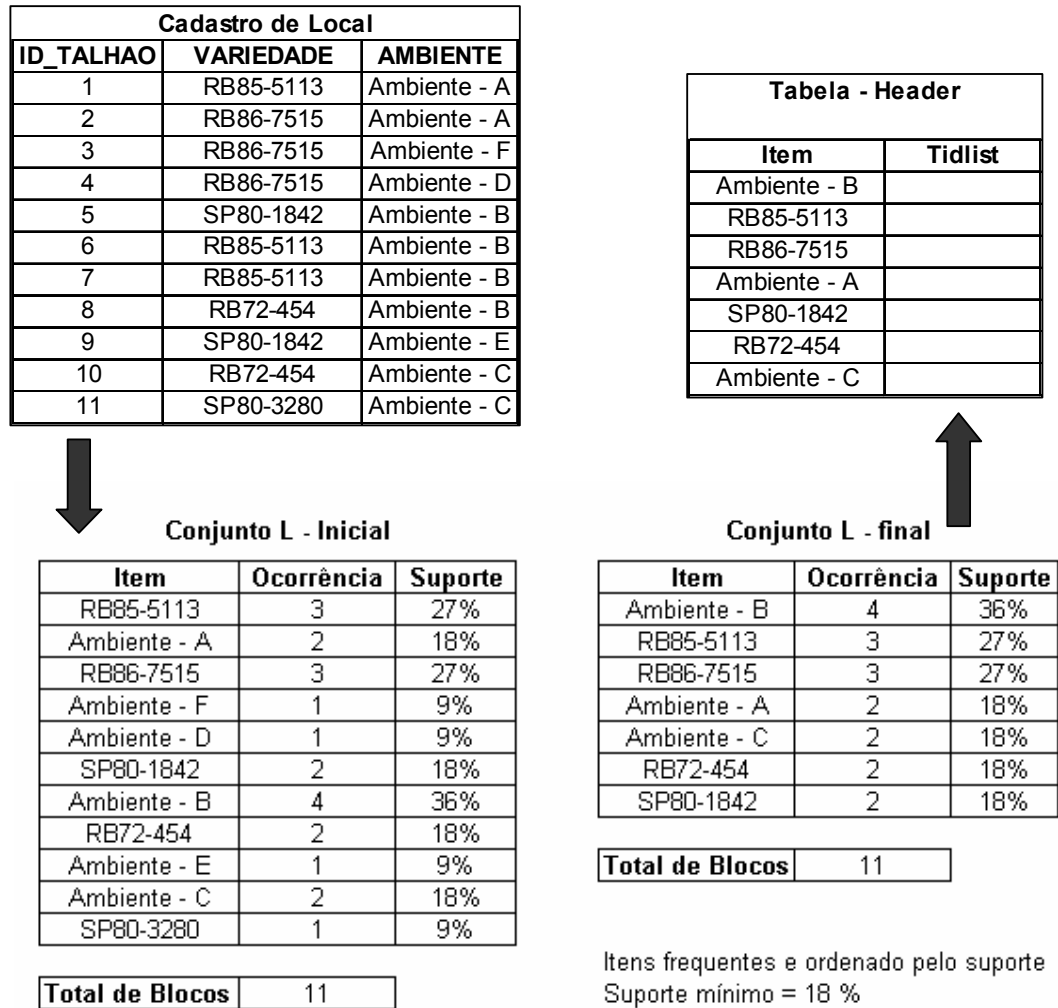 Cadastro de Local
ID_TALHAO VARIEDADE AMBIENTE
1 RB85-5113 Ambiente - A
2 RB86-7515 Ambiente - A
3 RB86-7515 Ambiente - F
4 RB86-7515 Ambiente - D
5 SP80-1842 Ambiente - B
6 RB85-5113 Ambiente - B
7 RB85-5113 Ambiente - B
8 RB72-454 Ambiente - B
9 SP80-1842 Ambiente - E
10 RB72-454 Ambiente - C
11 SP80-3280 Ambiente - C
Tabela - Header
Item Tidlist
Ambiente - B
RB85-5113
RB86-7515
Ambiente - A
SP80-1842
RB72-454
Ambiente - C
Conjunto L - Inicial
Item Ocorrência Suporte
RB85-5113 3 27%
Ambiente - A 2 18%
RB86-7515 3 27%
Ambiente - F 1 9%
Ambiente - D 1 9%
SP80-1842 2 18%
Ambiente - B 4 36%
RB72-454 2 18%
Ambiente - E 1 9%
Ambiente - C 2 18%
SP80-3280 1 9%
Total de Blocos 11
Conjunto L - final
Item Ocorrência Suporte
Ambiente - B 4 36%
RB85-5113 3 27%
RB86-7515 3 27%
Ambiente - A 2 18%
Ambiente - C 2 18%
RB72-454 2 18%
SP80-1842 2 18%
Total de Blocos 11
Itens frequentes e ordenado pelo suporte
Suporte mínimo = 18 %